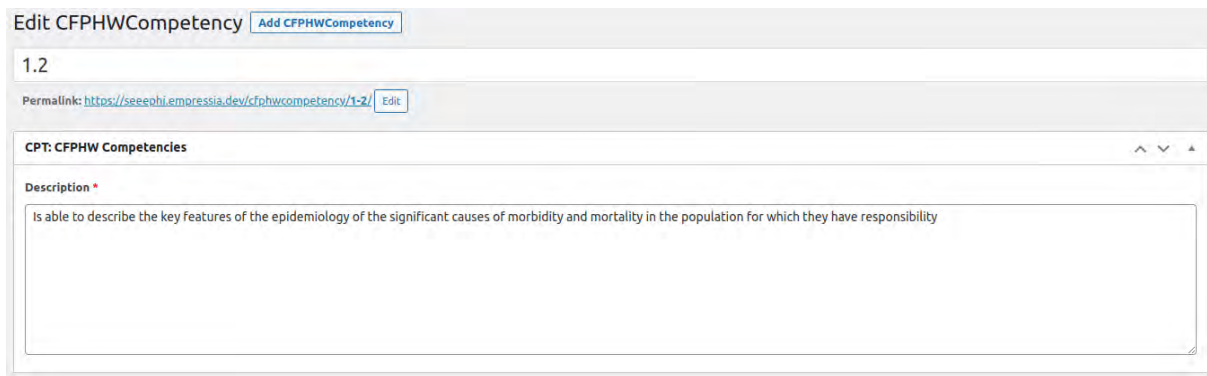 Edit CFPHWCompetency Add CFPHWCompetency
1.2
Permalink: https://seeephi.empressia.dev/cfphwcompetency/1-2/ Edit
CPT: CFPHW Competencies
Description *
Is able to describe the key features of the epidemiology of the significant causes of morbidity and mortality in the population for which they have responsibility